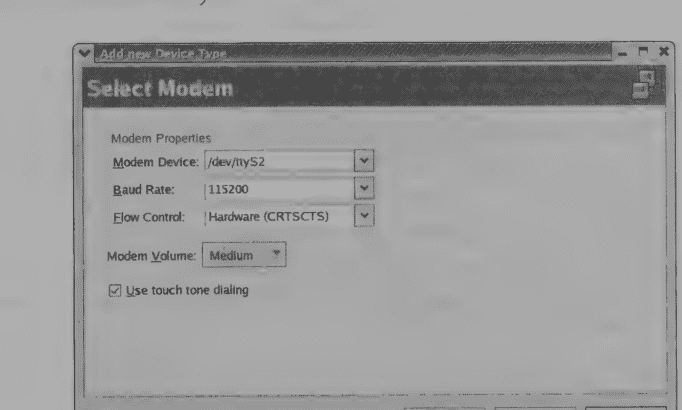 Add new Device Type
Select Modem
Modem Properties
Modem Device: /dev/ttyS2
Baud Rate: 115200
Flow Control: Hardware (CRTSCTS)
Modem Volume: Medium
Use touch tone dialing